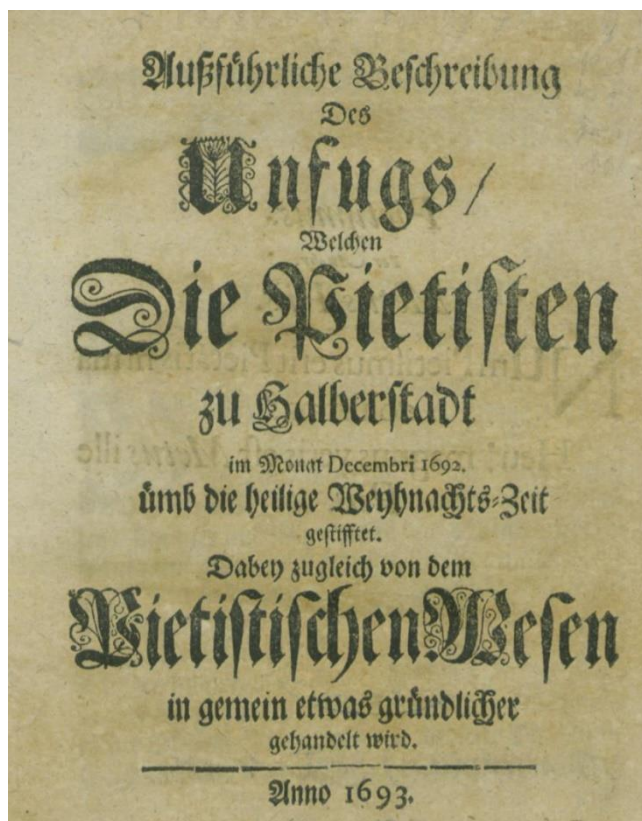 Außführliche Beschreibung
Des
Unfugs/
Welchen
Die Pietisten
zu Halberstadt
im Monat Decembri 1692.
ümb die heilige Weyhnachts-Zeit
gestifftet.
Dabey zugleich von dem
Pietistischen Wesen
in gemein etwas gründlicher
gehandelt wird.
Anno 1693.